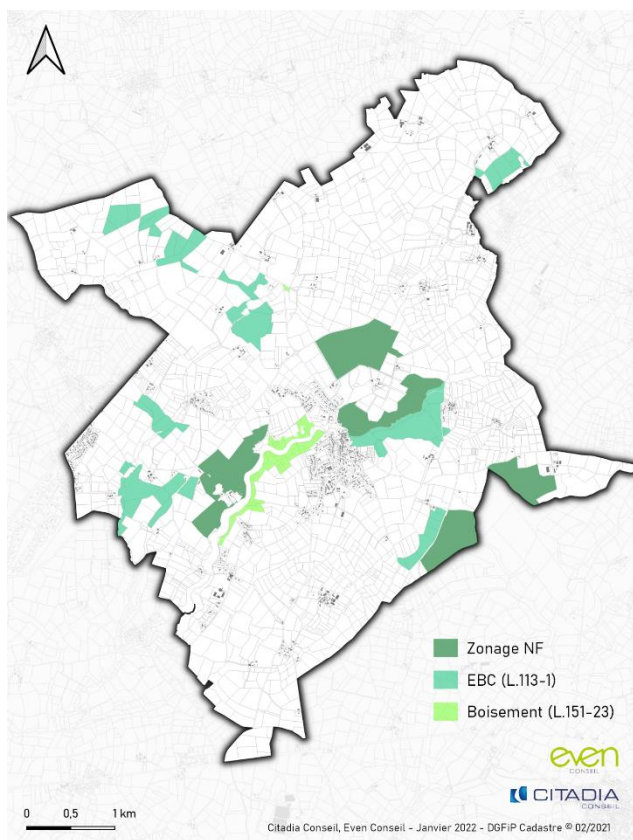 Zonage NF
EBC (L.113-1)
Boisement (L.151-23)
even
CONSEIL
CITADIA
CONSEIL
0 0,5 1 km
Citadia Conseil, Even Conseil - Janvier 2022 - DGFiP Cadastre © 02/2021